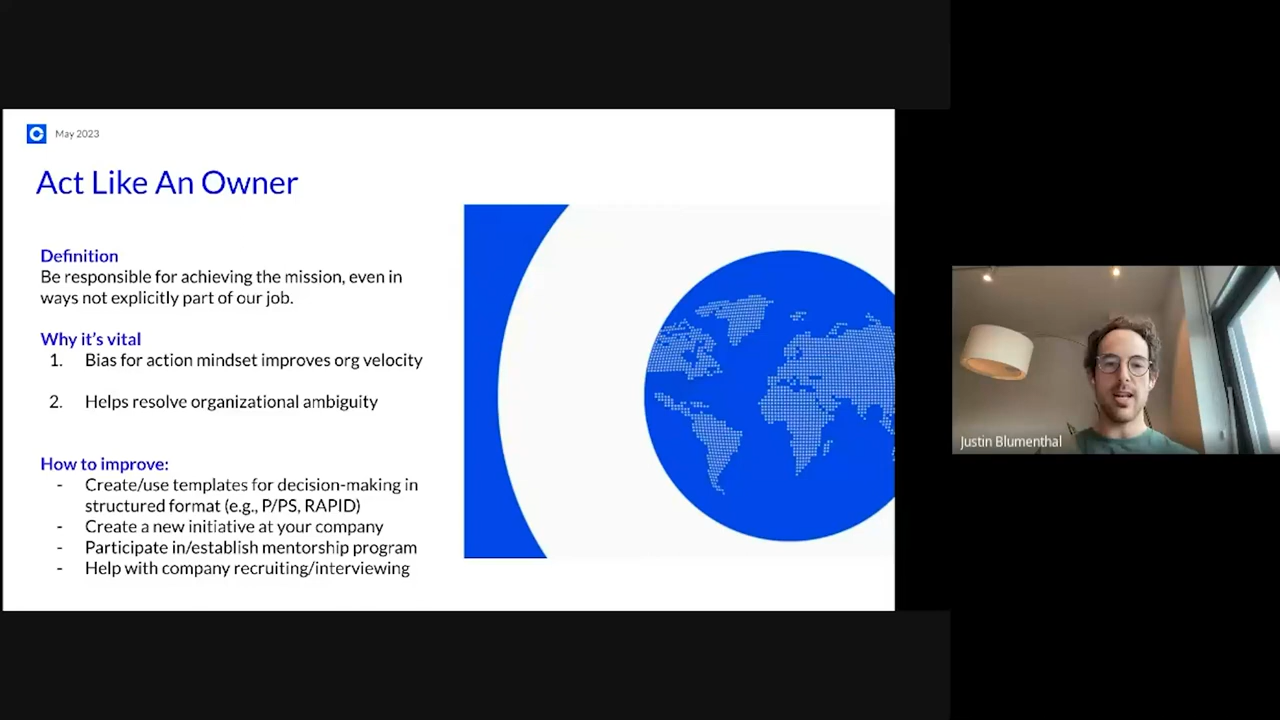 May 2023
Act Like An Owner
Definition
Be responsible for achieving the mission, even in
ways not explicitly part of our job.
Why it's vital
1. Bias for action mindset improves org velocity
2. Helps resolve organizational ambiguity
How to improve:
- Create/use templates for decision-making in
structured format (e.g., P/PS, RAPID)
- Create a new initiative at your company
- Participate in/establish mentorship program
- Help with company recruiting/interviewing
Justin Blumenthal